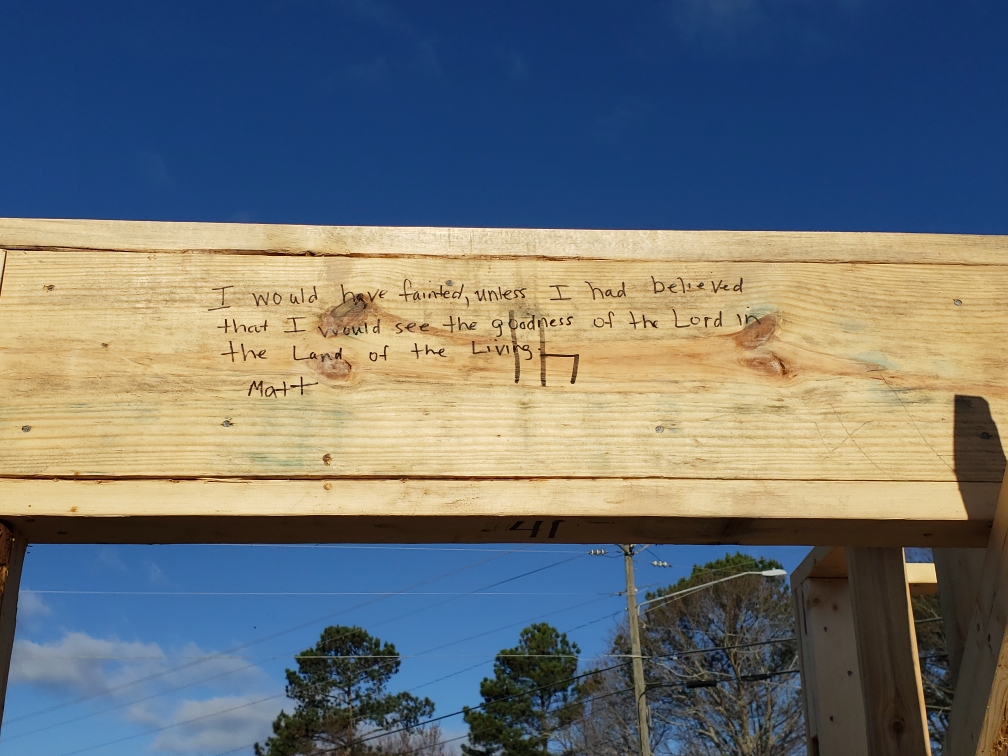 I would have fainted, unless I had believed
that I would see the goodness of the Lord in
the Land of the Living.
Matt
41